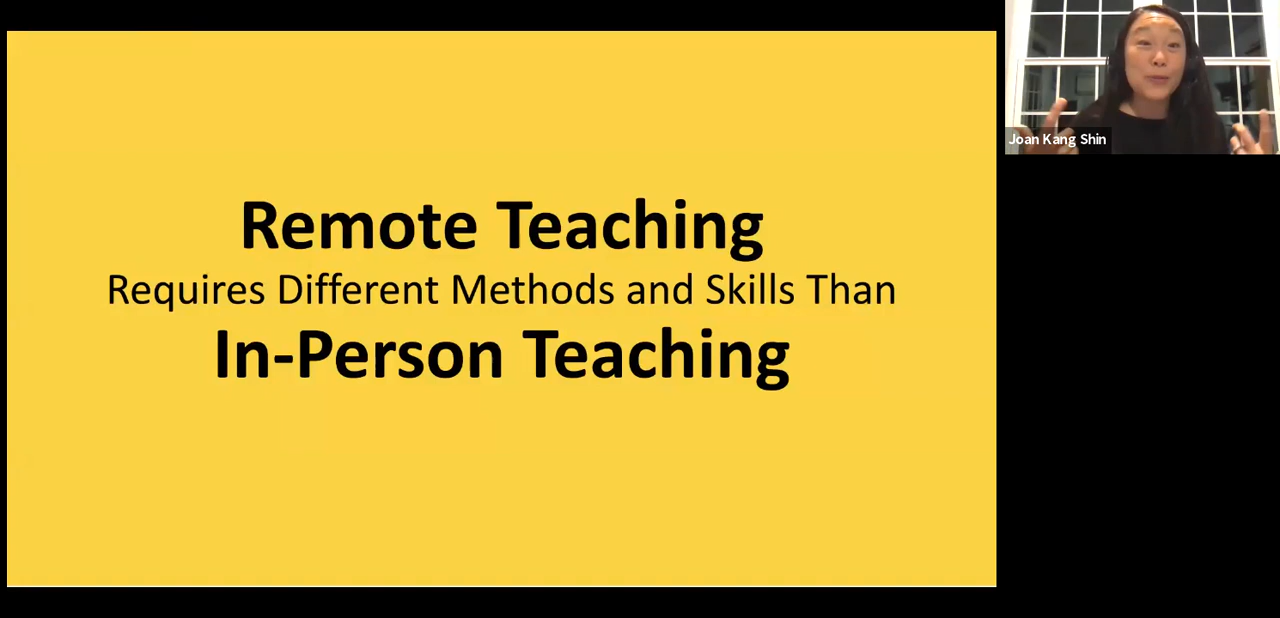 Remote Teaching
Requires Different Methods and Skills Than
In-Person Teaching
Joan Kang Shin